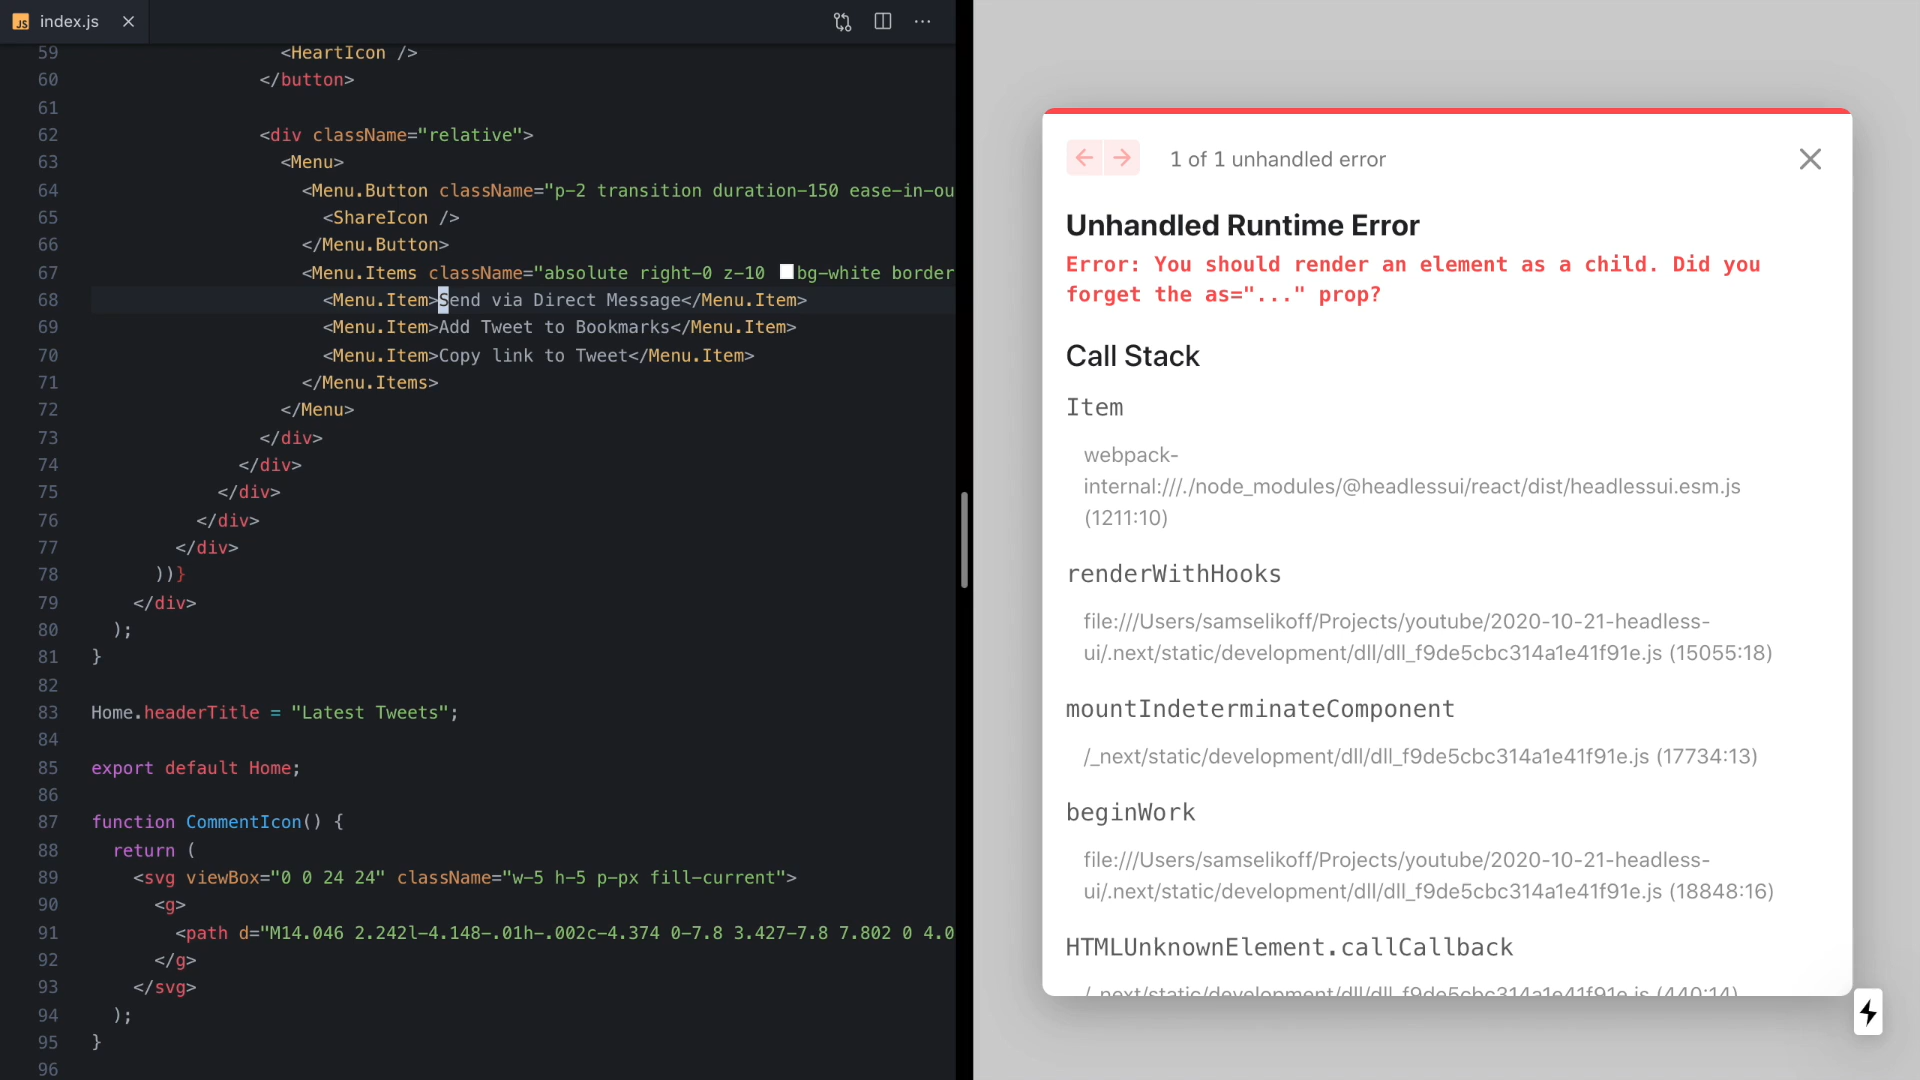 JS index.js
59 <HeartIcon />
60 </button>
61
62 <div className="relative">
63 <Menu>
64 <Menu.Button className="p-2 transition duration-150 ease-in-ou
65 <ShareIcon />
66 </Menu.Button>
67 <Menu.Items className="absolute right-0 z-10 bg-white border
68 <Menu.Item>Send via Direct Message</Menu.Item>
69 <Menu.Item>Add Tweet to Bookmarks</Menu.Item>
70 <Menu.Item>Copy link to Tweet</Menu.Item>
71 </Menu.Items>
72 </Menu>
73 </div>
74 </div>
75 </div>
76 </div>
77 </div>
78 ))}
79 </div>
80 );
81 }
82
83 Home.headerTitle = "Latest Tweets";
84
85 export default Home;
86
87 function CommentIcon() {
88 return (
89 <svg viewBox="0 0 24 24" className="w-5 h-5 p-px fill-current">
90 <g>
91 <path d="M14.046 2.242l-4.148-.01h-.002c-4.374 0-7.8 3.427-7.8 7.802 0 4.0
92 </g>
93 </svg>
94 );
95 }
96
1 of 1 unhandled error
Unhandled Runtime Error
Error: You should render an element as a child. Did you
forget the as="..." prop?
Call Stack
Item
webpack-
internal:///./node_modules/@headlessui/react/dist/headlessui.esm.js
(1211:10)
renderWithHooks
file:///Users/samselikoff/Projects/youtube/2020-10-21-headless-
ui/.next/static/development/dll/dll_f9de5cbc314a1e41f91e.js (15055:18)
mountIndeterminateComponent
/_next/static/development/dll/dll_f9de5cbc314a1e41f91e.js (17734:13)
beginWork
file:///Users/samselikoff/Projects/youtube/2020-10-21-headless-
ui/.next/static/development/dll/dll_f9de5cbc314a1e41f91e.js (18848:16)
HTMLUnknownElement.callCallback
/_next/static/development/dll/dll_f9de5cbc314a1e41f91e.js (440:14)